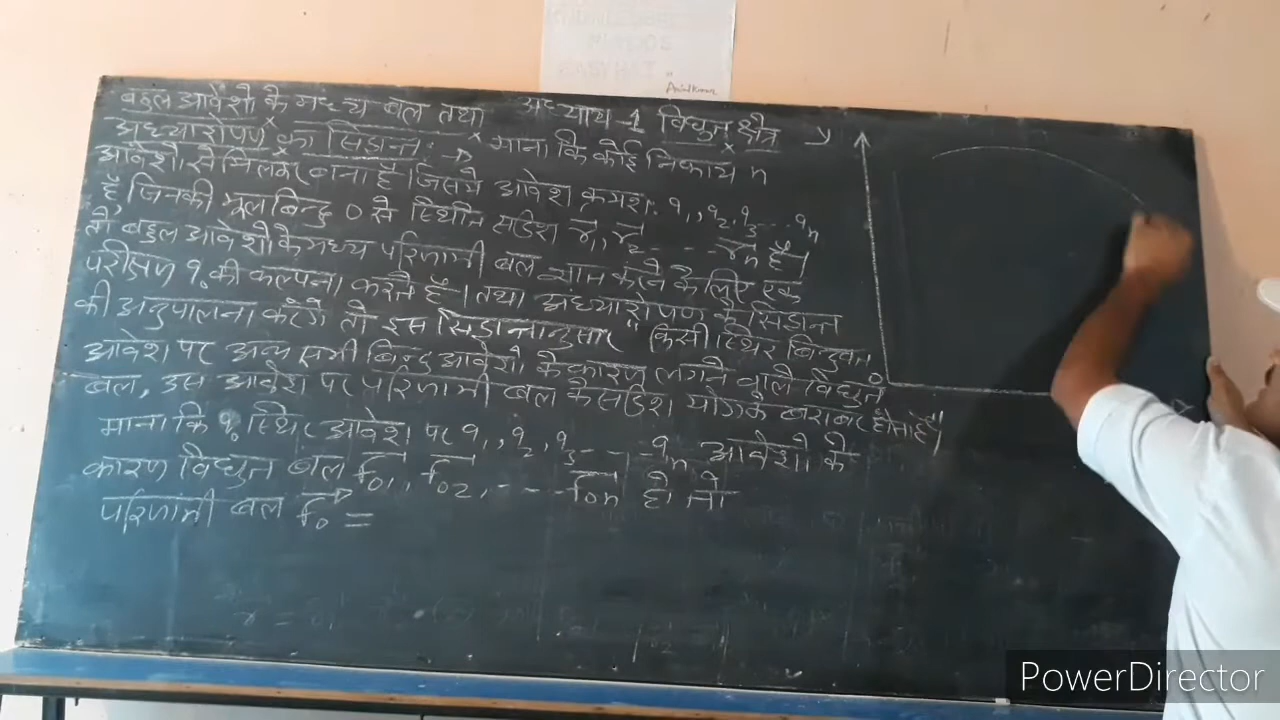 बहुल आवेशों के मध्य बल तथा अध्याय-1 विधुत क्षेत्र
अध्यारोपण का सिद्धान्तः → माना कि कोई निकाय n
आवेशों से मिलकर बना है। जिसमें आवेश क्रमशः q1, q2, q3 ... qn
है जिनकी मूल बिन्दु O से स्थिति सदिश r1, r2 - - - rn है।
तो बहुल आवेशों के मध्य परिणामी बल ज्ञात करने के लिए एक
परीक्षण q0 की कल्पना करते हैं। तथा अध्यारोपण के सिद्धान्त
की अनुपालना करेंगे तो इस सिद्धान्तानुसार "किसी स्थिर बिन्दुवत
आवेश पर अन्य सभी बिन्दु आवेशों के कारण लगने वाले विधुत
बल, उस आवेश पर परिणामी बल के सदिश योग के बराबर होता है"।
माना कि q0 स्थिर आवेश पर q1, q2, q3 - - - qn आवेशों के
कारण विधुत बल F01, F02, - - - F0n हो तो
परिणामी बल F0 =
y
O
x
PowerDirector